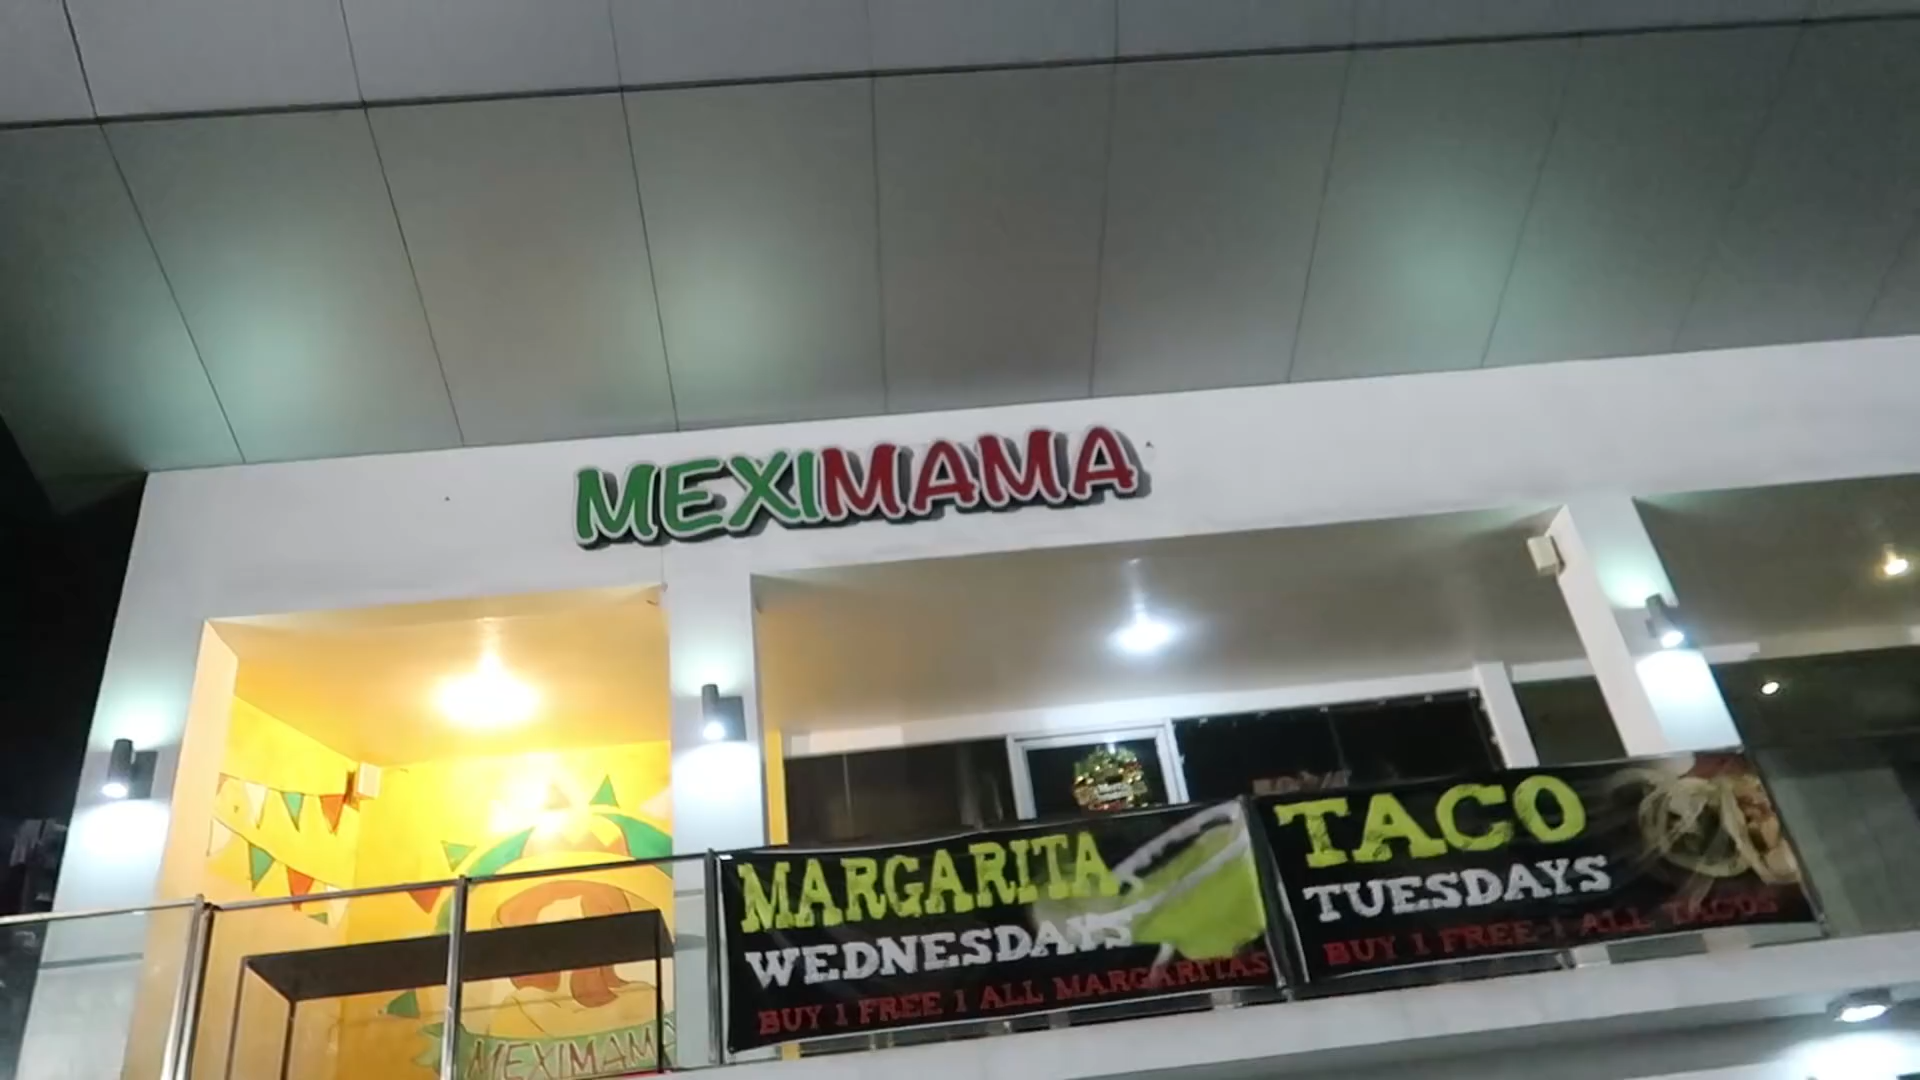 MEXIMAMA
MARGARITA
WEDNESDAYS
BUY 1 FREE 1 ALL MARGARITAS
TACO
TUESDAYS
BUY 1 FREE 1 ALL TACOS
MEXIMAMA